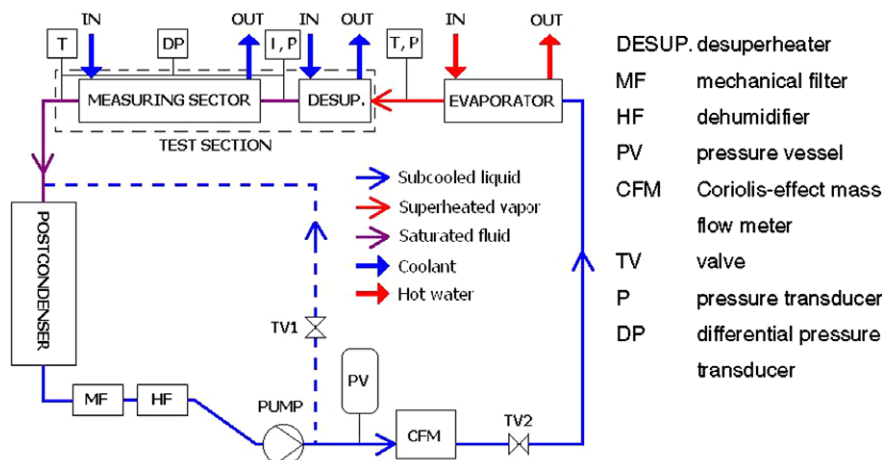 IN OUT IN OUT IN OUT
T DP I, P T, P
MEASURING SECTOR DESUP. EVAPORATOR
TEST SECTION
Subcooled liquid
Superheated vapor
Saturated fluid
Coolant
Hot water
POSTCONDENSER
TV1
MF HF PUMP PV CFM TV2
DESUP. desuperheater
MF mechanical filter
HF dehumidifier
PV pressure vessel
CFM Coriolis-effect mass
flow meter
TV valve
P pressure transducer
DP differential pressure
transducer